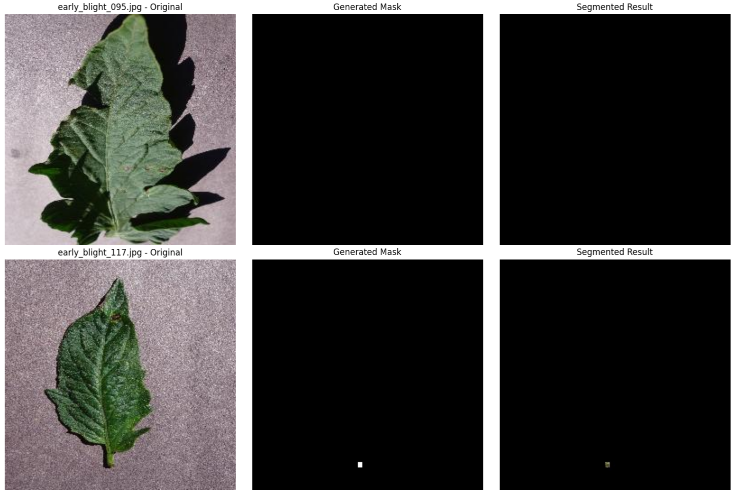 early_blight_095.jpg - Original
Generated Mask
Segmented Result
early_blight_117.jpg - Original
Generated Mask
Segmented Result